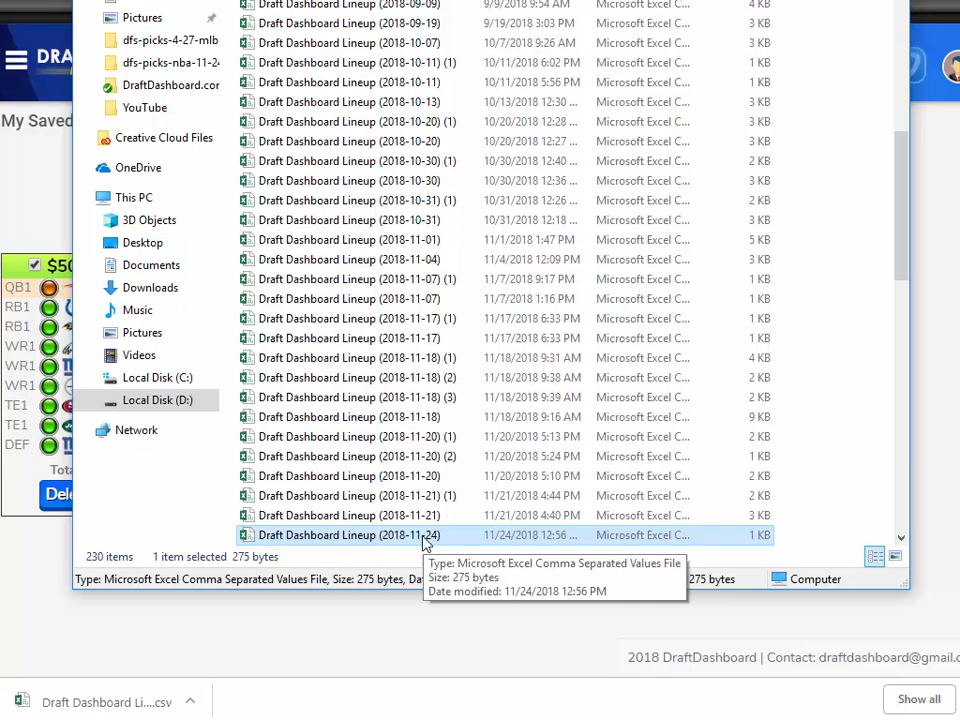 Draft Dashboard Lineup (2018-09-09) 9/9/2018 9:54 AM Microsoft Excel C... 4 KB
Pictures
Draft Dashboard Lineup (2018-09-19) 9/19/2018 3:03 PM Microsoft Excel C... 3 KB
dfs-picks-4-27-mlb
Draft Dashboard Lineup (2018-10-07) 10/7/2018 9:26 AM Microsoft Excel C... 3 KB
DRA
dfs-picks-nba-11-24
Draft Dashboard Lineup (2018-10-11) (1) 10/11/2018 6:02 PM Microsoft Excel C... 1 KB
DraftDashboard.cor
Draft Dashboard Lineup (2018-10-11) 10/11/2018 5:56 PM Microsoft Excel C... 3 KB
YouTube
Draft Dashboard Lineup (2018-10-13) 10/13/2018 12:30 ... Microsoft Excel C... 3 KB
My Saved
Draft Dashboard Lineup (2018-10-20) (1) 10/20/2018 12:28 ... Microsoft Excel C... 3 KB
Creative Cloud Files
Draft Dashboard Lineup (2018-10-20) 10/20/2018 12:27 ... Microsoft Excel C... 3 KB
OneDrive
Draft Dashboard Lineup (2018-10-30) (1) 10/30/2018 12:40 ... Microsoft Excel C... 2 KB
Draft Dashboard Lineup (2018-10-30) 10/30/2018 12:36 ... Microsoft Excel C... 3 KB
This PC
Draft Dashboard Lineup (2018-10-31) (1) 10/31/2018 12:26 ... Microsoft Excel C... 2 KB
3D Objects
Draft Dashboard Lineup (2018-10-31) 10/31/2018 12:18 ... Microsoft Excel C... 3 KB
Desktop
Draft Dashboard Lineup (2018-11-01) 11/1/2018 1:47 PM Microsoft Excel C... 5 KB
$50
Documents
Draft Dashboard Lineup (2018-11-04) 11/4/2018 12:09 PM Microsoft Excel C... 3 KB
QB1
Downloads
Draft Dashboard Lineup (2018-11-07) (1) 11/7/2018 9:17 PM Microsoft Excel C... 1 KB
RB1
Music
Draft Dashboard Lineup (2018-11-07) 11/7/2018 1:16 PM Microsoft Excel C... 1 KB
RB1
Pictures
Draft Dashboard Lineup (2018-11-17) (1) 11/17/2018 6:33 PM Microsoft Excel C... 1 KB
WR1
Draft Dashboard Lineup (2018-11-17) 11/17/2018 6:33 PM Microsoft Excel C... 3 KB
WR1
Videos
Draft Dashboard Lineup (2018-11-18) (1) 11/18/2018 9:31 AM Microsoft Excel C... 4 KB
WR1
Local Disk (C:)
Draft Dashboard Lineup (2018-11-18) (2) 11/18/2018 9:38 AM Microsoft Excel C... 2 KB
TE1
Local Disk (D:)
Draft Dashboard Lineup (2018-11-18) (3) 11/18/2018 9:39 AM Microsoft Excel C... 2 KB
TE1
Draft Dashboard Lineup (2018-11-18) 11/18/2018 9:16 AM Microsoft Excel C... 9 KB
Network
DEF
Draft Dashboard Lineup (2018-11-20) (1) 11/20/2018 5:13 PM Microsoft Excel C... 2 KB
Draft Dashboard Lineup (2018-11-20) (2) 11/20/2018 5:24 PM Microsoft Excel C... 1 KB
Tot
Draft Dashboard Lineup (2018-11-20) 11/20/2018 5:10 PM Microsoft Excel C... 2 KB
Dele
Draft Dashboard Lineup (2018-11-21) (1) 11/21/2018 4:44 PM Microsoft Excel C... 1 KB
Draft Dashboard Lineup (2018-11-21) 11/21/2018 4:40 PM Microsoft Excel C... 3 KB
Draft Dashboard Lineup (2018-11-24) 11/24/2018 12:56 ... Microsoft Excel C... 1 KB
230 items 1 item selected 275 bytes
Type: Microsoft Excel Comma Separated Values File
Type: Microsoft Excel Comma Separated Values File, Size: 275 bytes, Da
Size: 275 bytes
275 bytes Computer
Date modified: 11/24/2018 12:56 PM
2018 DraftDashboard | Contact: draftdashboard@gmail.c
Draft Dashboard Li....csv
Show all